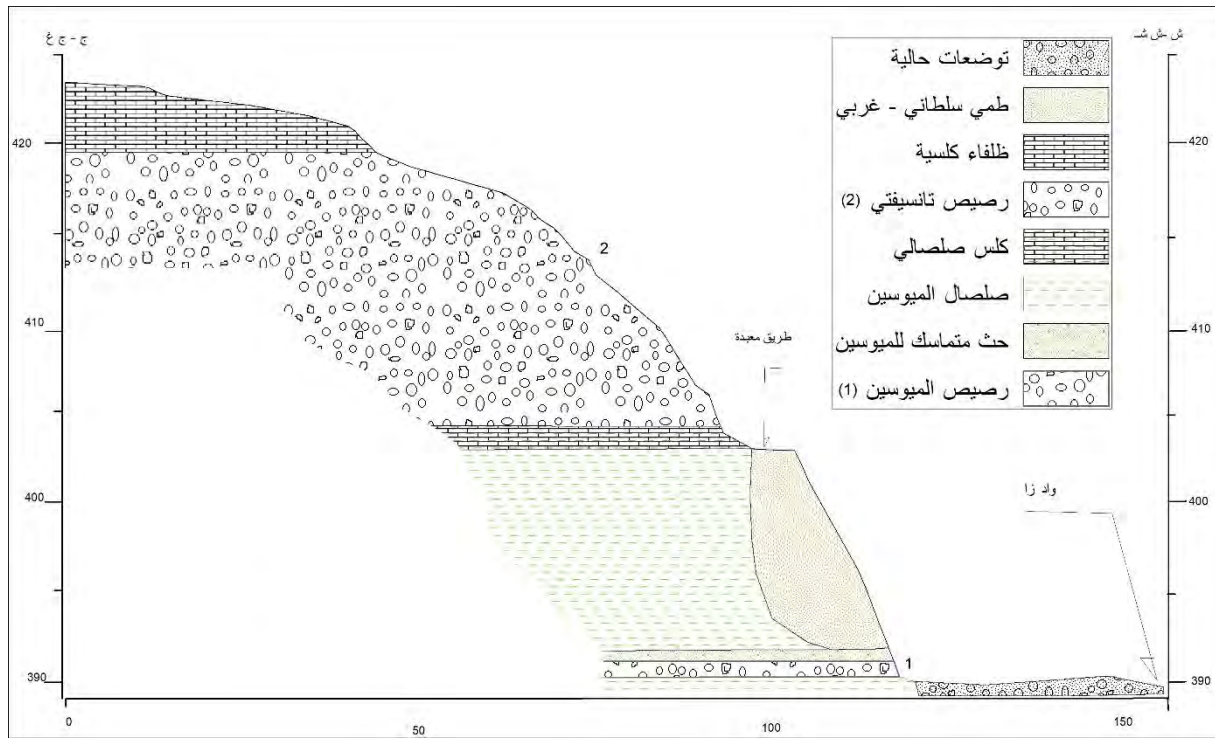 ج - ج غ
ش - ش شـ
توضعات حالية
طمي سلطاني - غربي
ظلفاء كلسية
رصيص تانسيفتي (2)
كلس صلصالي
صلصال الميوسين
حث متماسك للميوسين
رصيص الميوسين (1)
420
420
2
410
410
طريق معبدة
واد زا
400
400
1
390
390
0
50
100
150